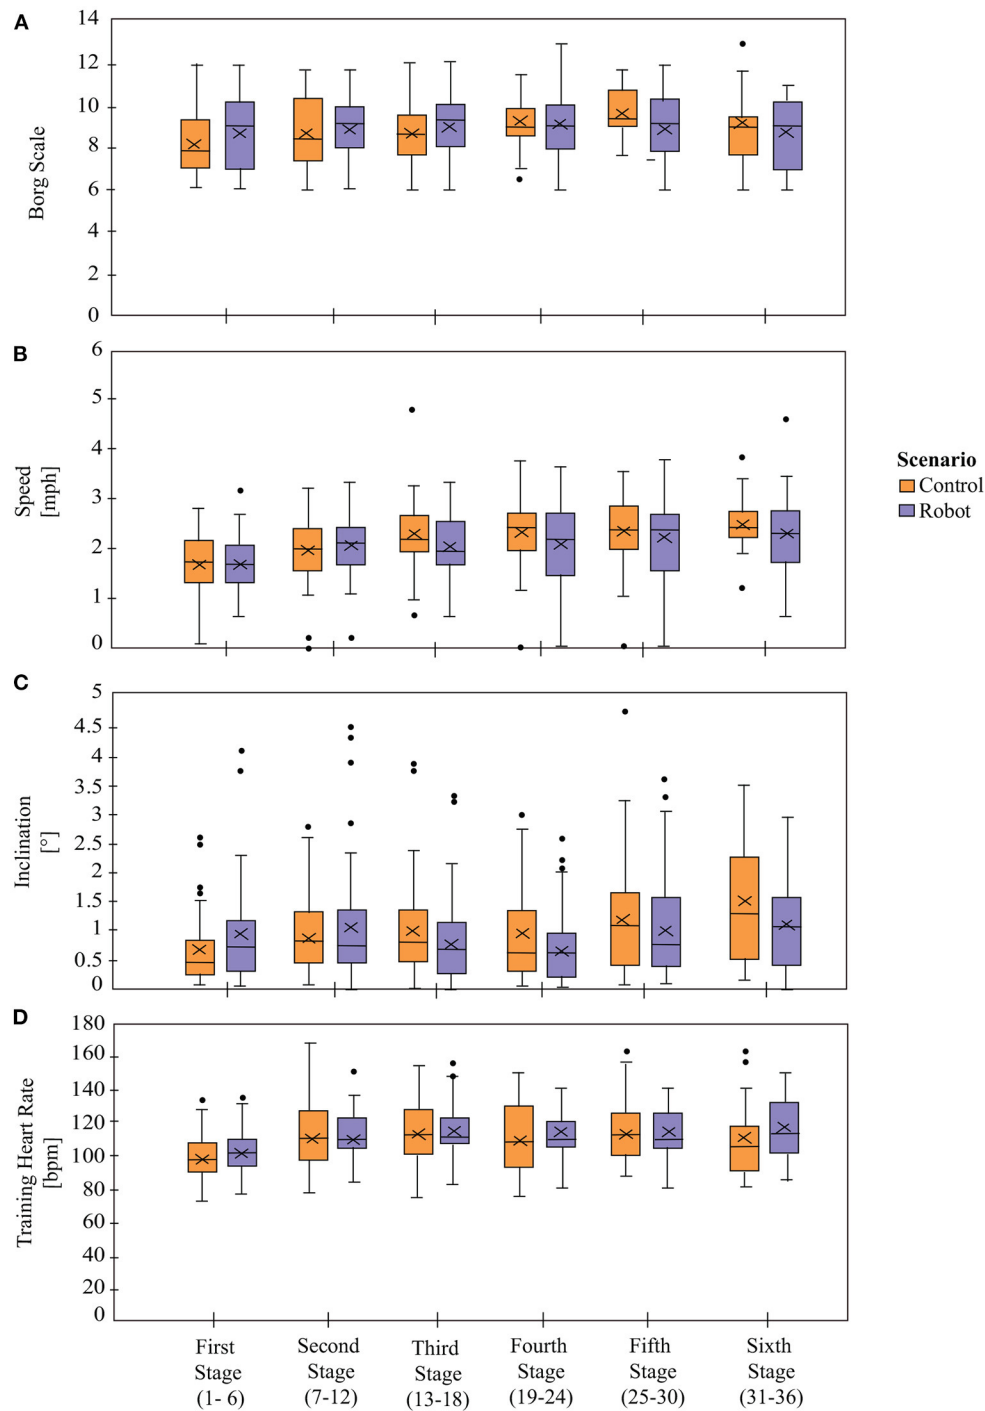 A
14
12
10
8
6
4
2
0
Borg Scale
B
6
5
4
3
2
1
0
Speed
[mph]
Scenario
Control
Robot
C
5
4.5
4
3.5
3
2.5
2
1.5
1
0.5
0
Inclination
[°]
D
180
160
140
120
100
80
60
40
20
0
Training Heart Rate
[bpm]
First
Stage
(1- 6)
Second
Stage
(7-12)
Third
Stage
(13-18)
Fourth
Stage
(19-24)
Fifth
Stage
(25-30)
Sixth
Stage
(31-36)